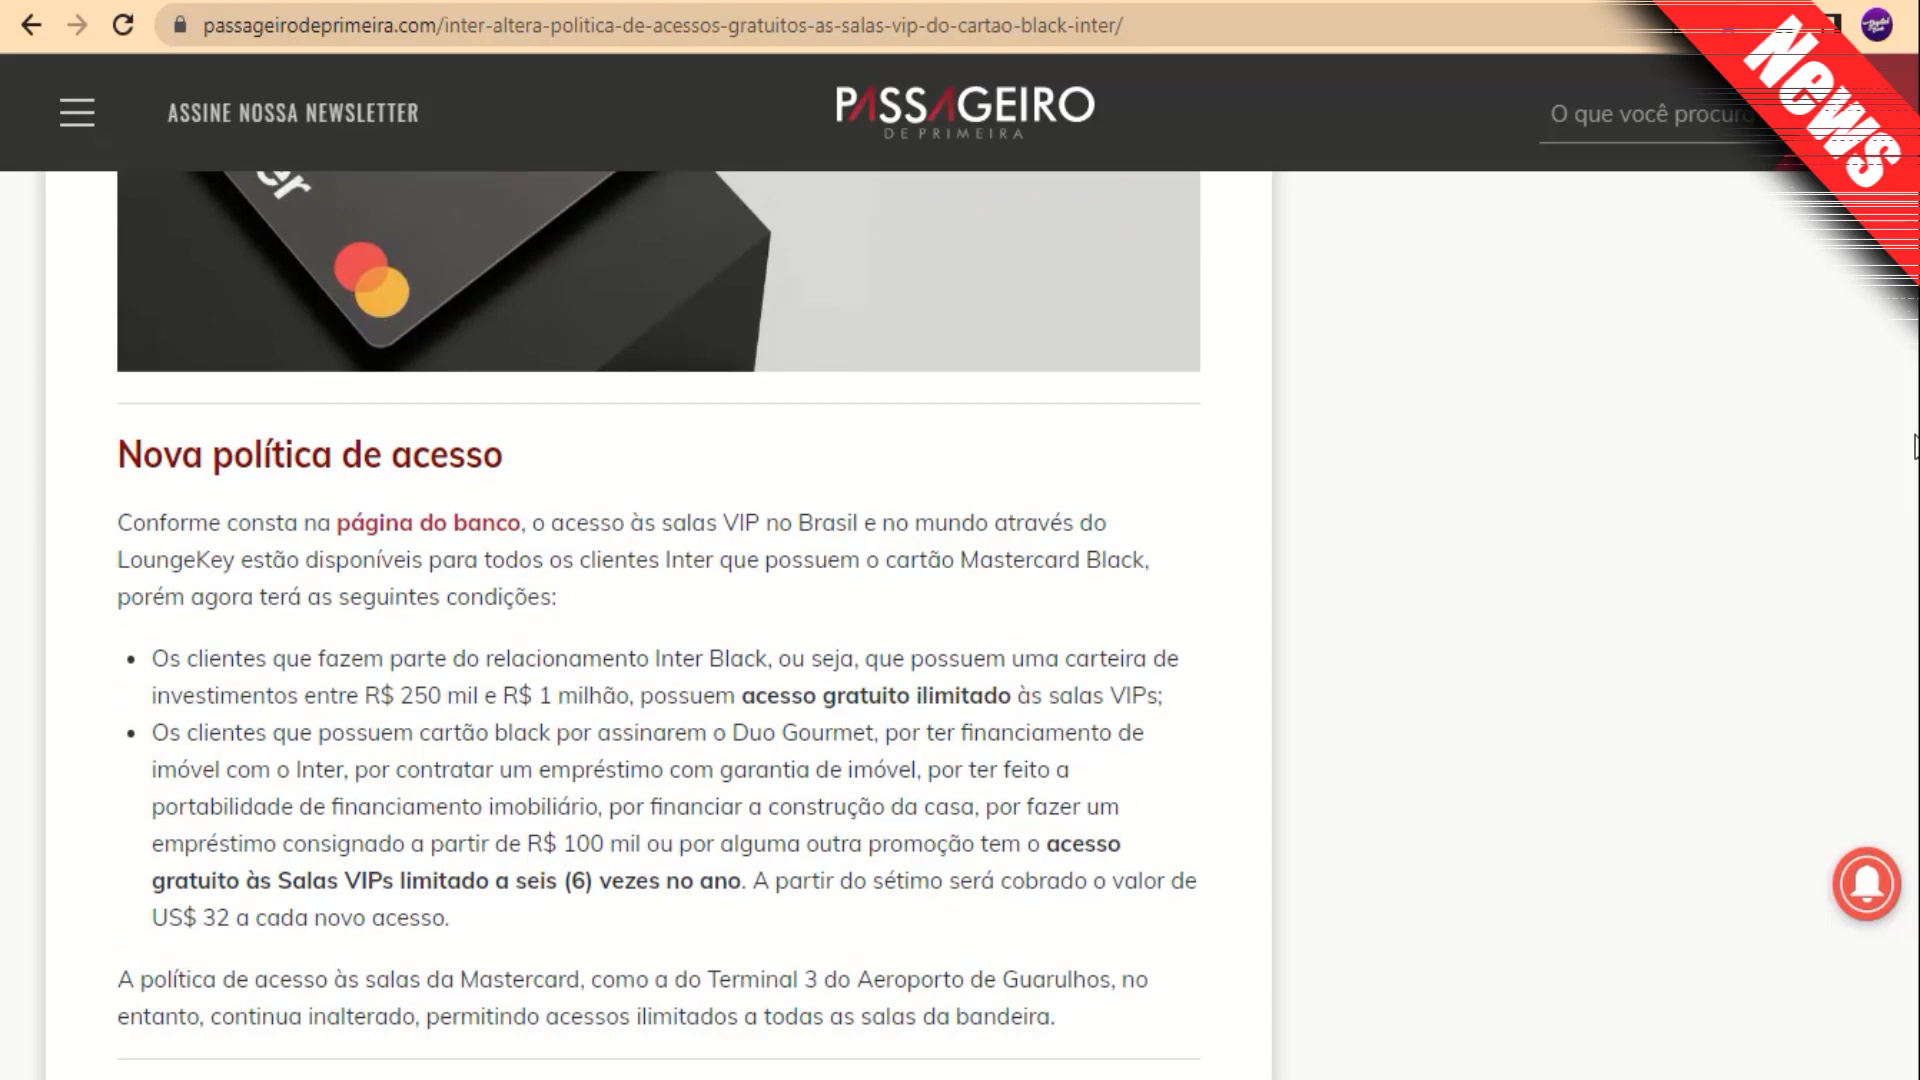 passageirodeprimeira.com/inter-altera-politica-de-acessos-gratuitos-as-salas-vip-do-cartao-black-inter/
News
ASSINE NOSSA NEWSLETTER
PASSAGEIRO
DE PRIMEIRA
O que você procura
er
Nova política de acesso
Conforme consta na página do banco, o acesso às salas VIP no Brasil e no mundo através do
LoungeKey estão disponíveis para todos os clientes Inter que possuem o cartão Mastercard Black,
porém agora terá as seguintes condições:
• Os clientes que fazem parte do relacionamento Inter Black, ou seja, que possuem uma carteira de
investimentos entre R$ 250 mil e R$ 1 milhão, possuem acesso gratuito ilimitado às salas VIPs;
• Os clientes que possuem cartão black por assinarem o Duo Gourmet, por ter financiamento de
imóvel com o Inter, por contratar um empréstimo com garantia de imóvel, por ter feito a
portabilidade de financiamento imobiliário, por financiar a construção da casa, por fazer um
empréstimo consignado a partir de R$ 100 mil ou por alguma outra promoção tem o acesso
gratuito às Salas VIPs limitado a seis (6) vezes no ano. A partir do sétimo será cobrado o valor de
US$ 32 a cada novo acesso.
A política de acesso às salas da Mastercard, como a do Terminal 3 do Aeroporto de Guarulhos, no
entanto, continua inalterado, permitindo acessos ilimitados a todas as salas da bandeira.